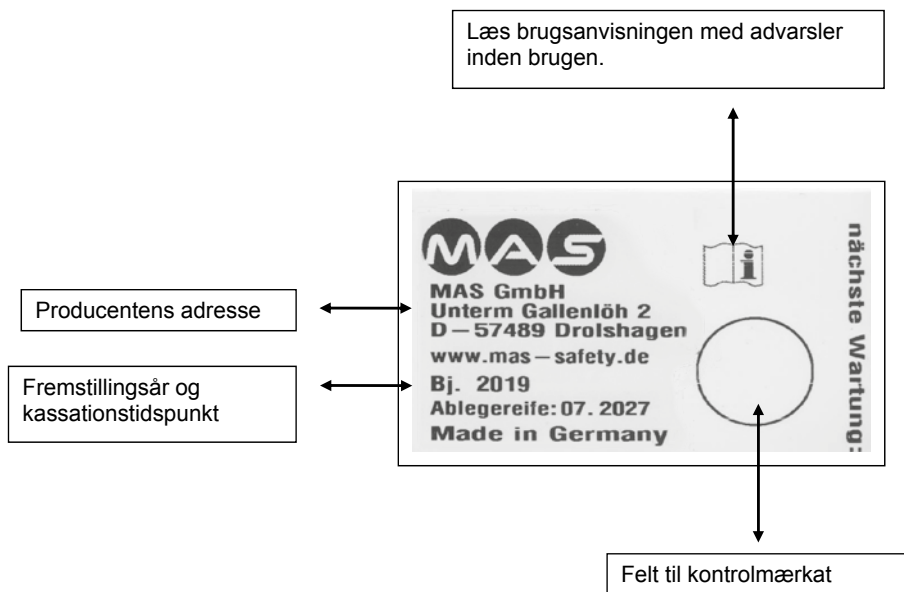 Læs brugsanvisningen med advarsler
inden brugen.
MAS
MAS GmbH
Unterm Gallenlöh 2
D – 57489 Drolshagen
www.mas – safety.de
Bj. 2019
Ablegereife: 07. 2027
Made in Germany
i
nächste Wartung:
Producentens adresse
Fremstillingsår og
kassationstidspunkt
Felt til kontrolmærkat